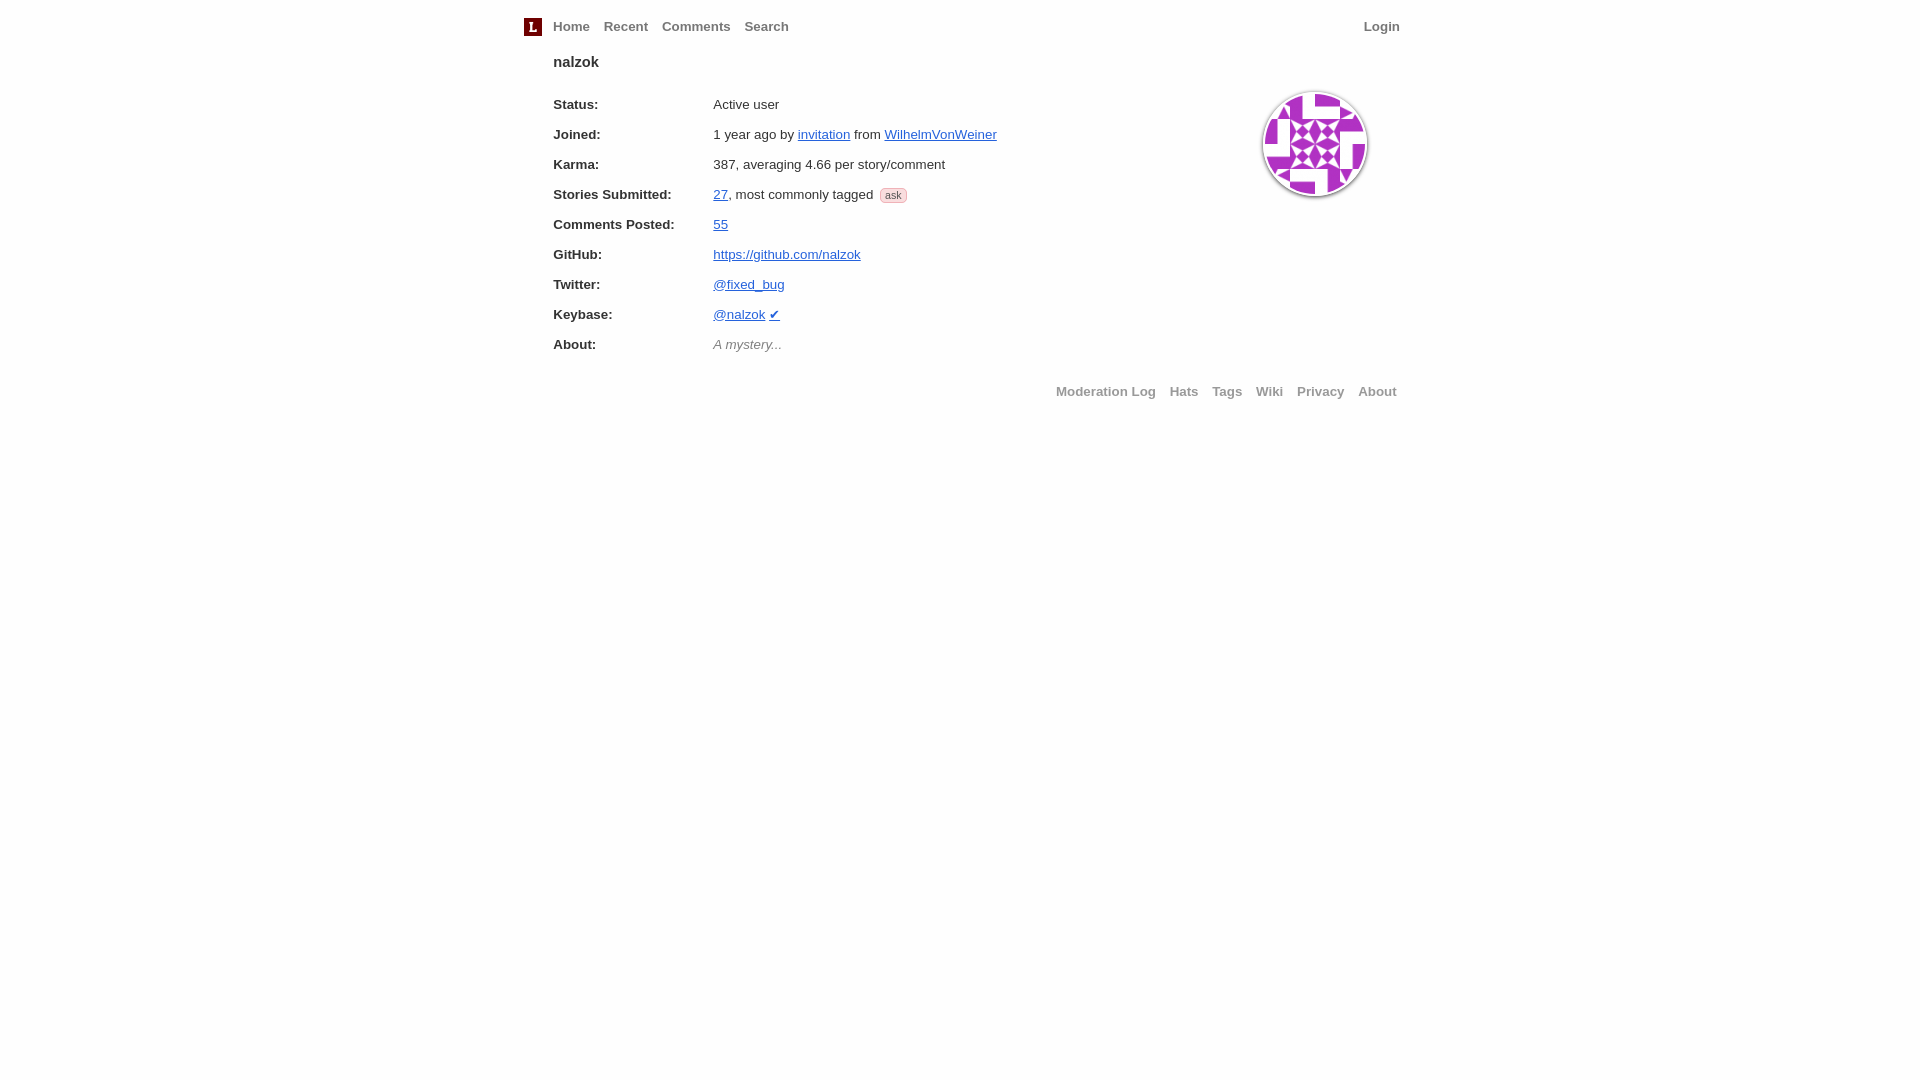 L Home Recent Comments Search Login
nalzok
Status: Active user
Joined: 1 year ago by invitation from WilhelmVonWeiner
Karma: 387, averaging 4.66 per story/comment
Stories Submitted: 27, most commonly tagged ask
Comments Posted: 55
GitHub: https://github.com/nalzok
Twitter: @fixed_bug
Keybase: @nalzok ✔
About: A mystery...
Moderation Log Hats Tags Wiki Privacy About